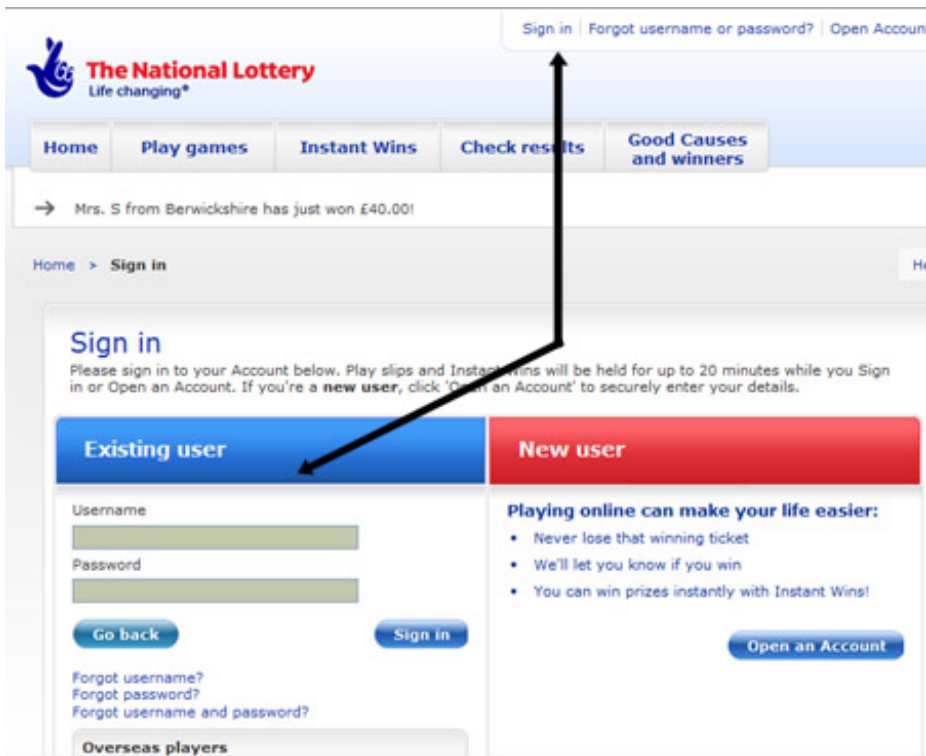 Sign in | Forgot username or password? | Open Accoun
The National Lottery
Life changing®
Home
Play games
Instant Wins
Check results
Good Causes
and winners
→ Mrs. S from Berwickshire has just won £40.00!
Home > Sign in
He
Sign in
Please sign in to your Account below. Play slips and Instant Wins will be held for up to 20 minutes while you Sign
in or Open an Account. If you're a new user, click 'Open an Account' to securely enter your details.
Existing user
Username
Password
Go back
Sign in
Forgot username?
Forgot password?
Forgot username and password?
Overseas players
New user
Playing online can make your life easier:
• Never lose that winning ticket
• We'll let you know if you win
• You can win prizes instantly with Instant Wins!
Open an Account